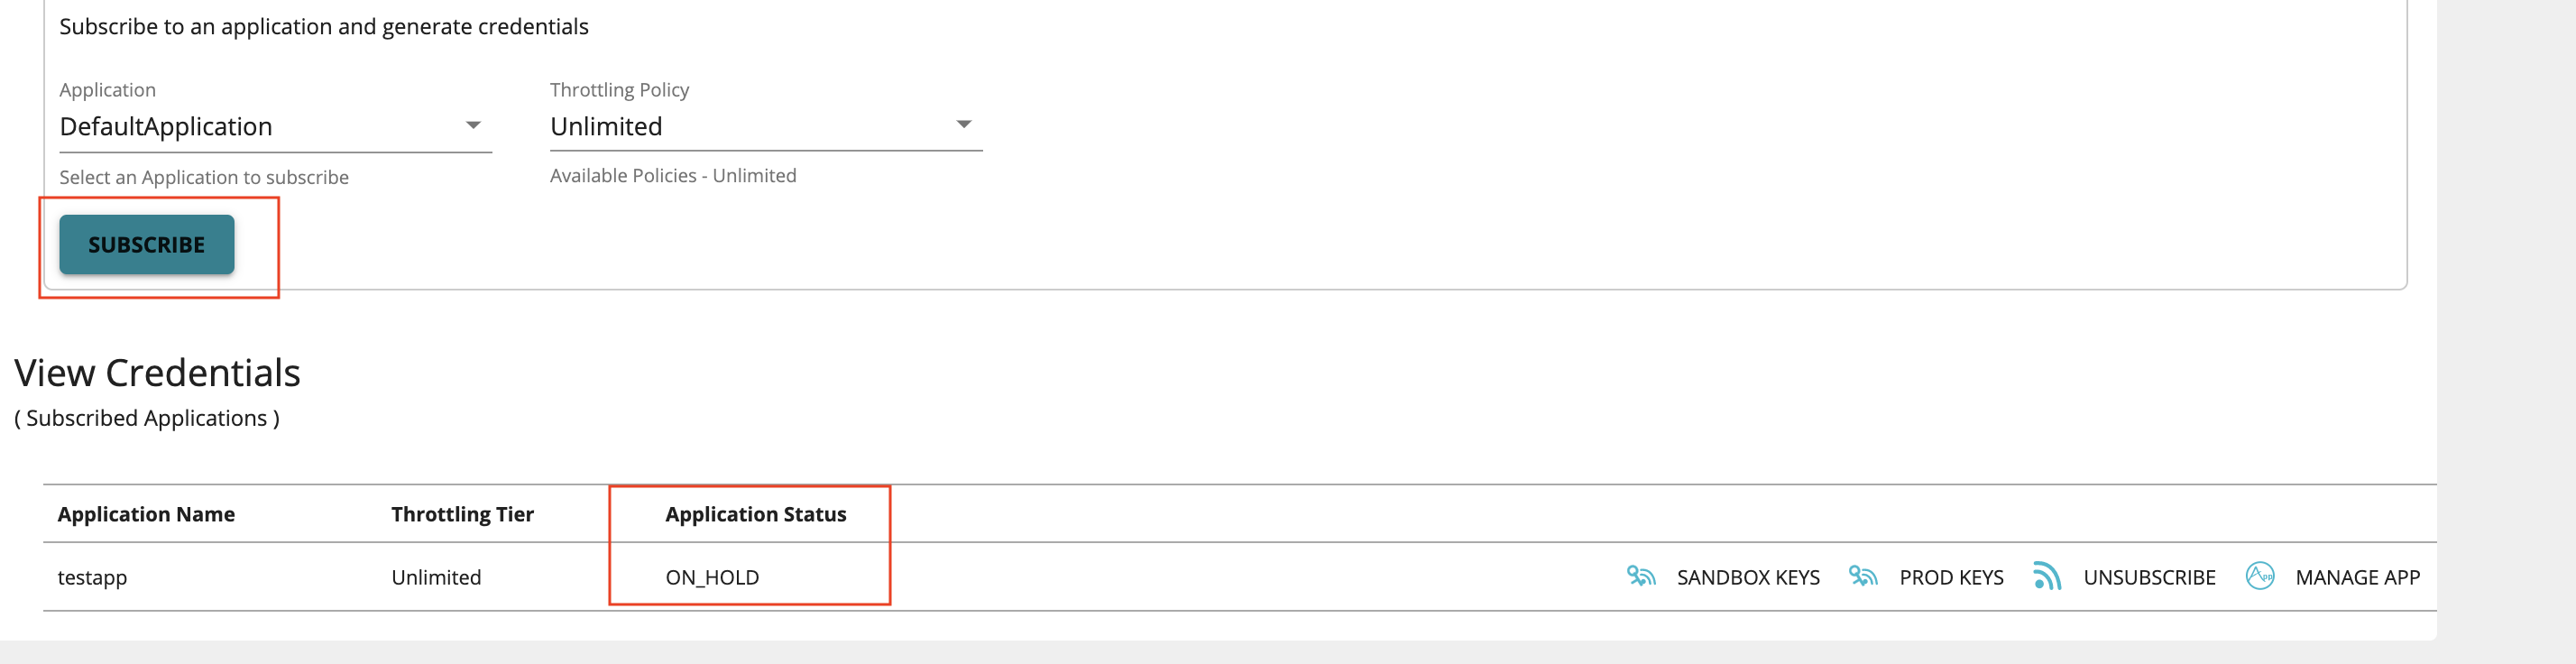 Subscribe to an application and generate credentials
Application
Throttling Policy
DefaultApplication
Unlimited
Select an Application to subscribe
Available Policies - Unlimited
SUBSCRIBE
View Credentials
( Subscribed Applications )
Application Name Throttling Tier Application Status
testapp Unlimited ON_HOLD SANDBOX KEYS PROD KEYS UNSUBSCRIBE App MANAGE APP